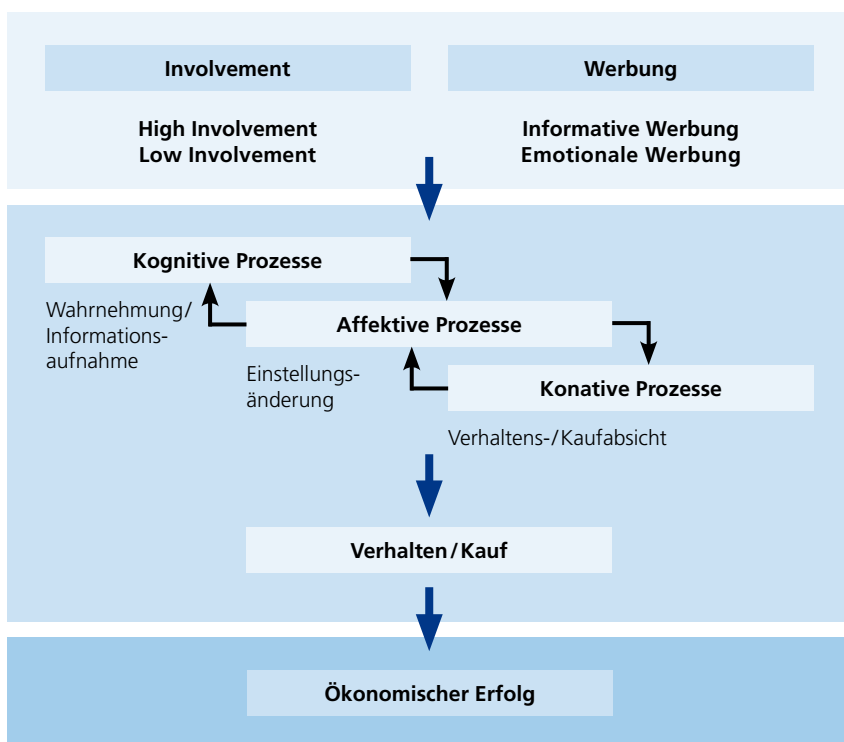 Involvement
Werbung
High Involvement
Low Involvement
Informative Werbung
Emotionale Werbung
Kognitive Prozesse
Wahrnehmung/
Informations-
aufnahme
Affektive Prozesse
Einstellungs-
änderung
Konative Prozesse
Verhaltens-/Kaufabsicht
Verhalten/Kauf
Ökonomischer Erfolg